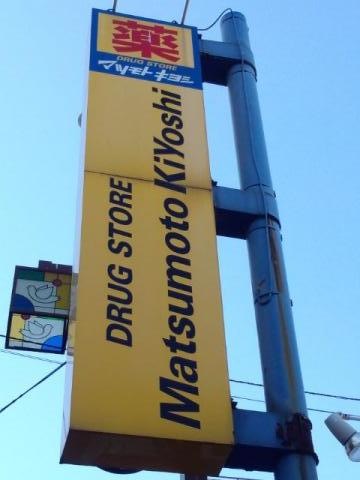 薬
DRUG STORE
マツモトキヨシ
DRUG STORE
Matsumoto KiYoshi